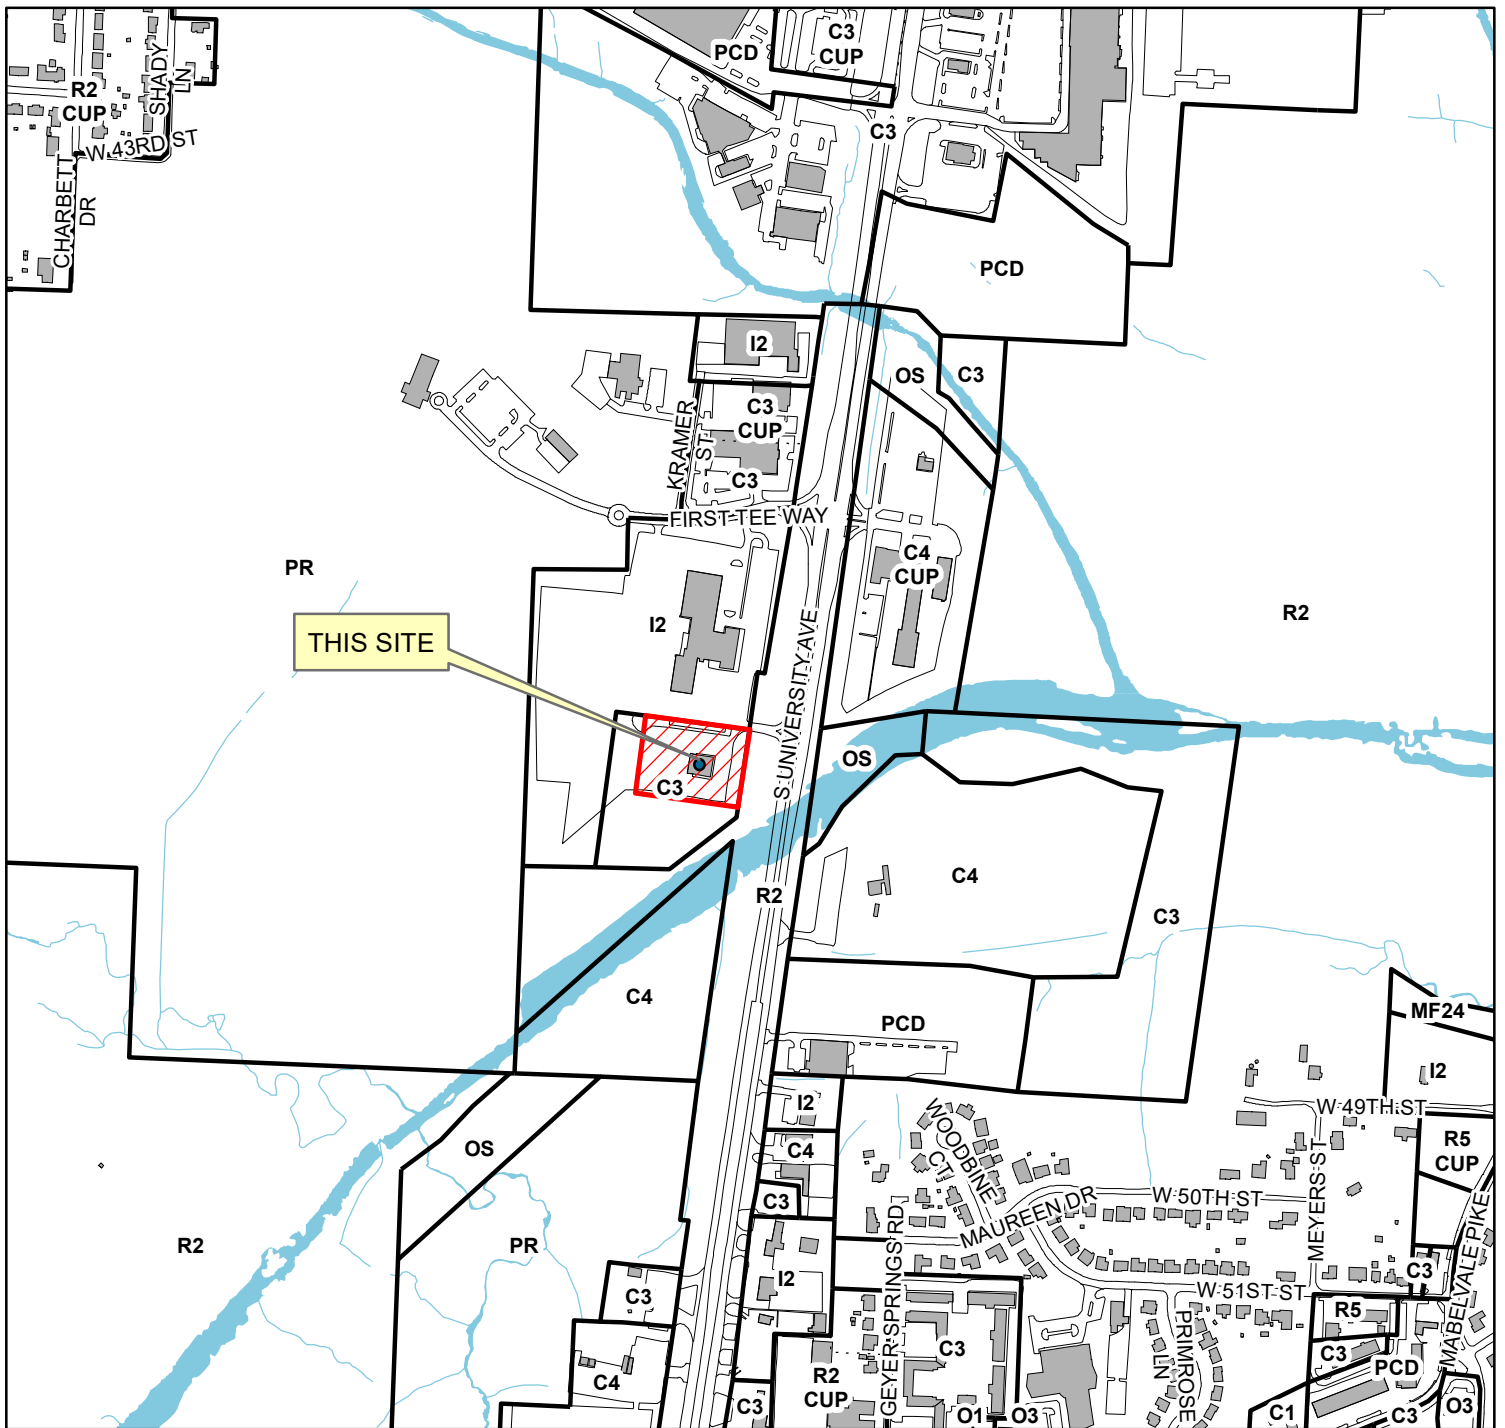 PCD
C3
CUP
R2
CUP
SHADY
LN
W 43RD ST
CHARBETT
DR
C3
PCD
I2
OS
C3
C3
CUP
KRAMER
ST
C3
FIRST TEE WAY
C4
CUP
PR
R2
I2
THIS SITE
S UNIVERSITY AVE
OS
C3
C4
R2
C3
C4
PCD
MF24
I2
I2
W 49TH ST
WOODBINE
CT
C4
R5
CUP
OS
C3
W 50TH ST
MEYERS ST
MABELVALE PIKE
MAUREEN DR
GEYER SPRINGS RD
R2
PR
I2
C3
C3
W 51ST ST
R5
PRIMROSE
LN
C3
C3
PCD
C4
R2
CUP
C3
O1
O3
C1
C3
O3